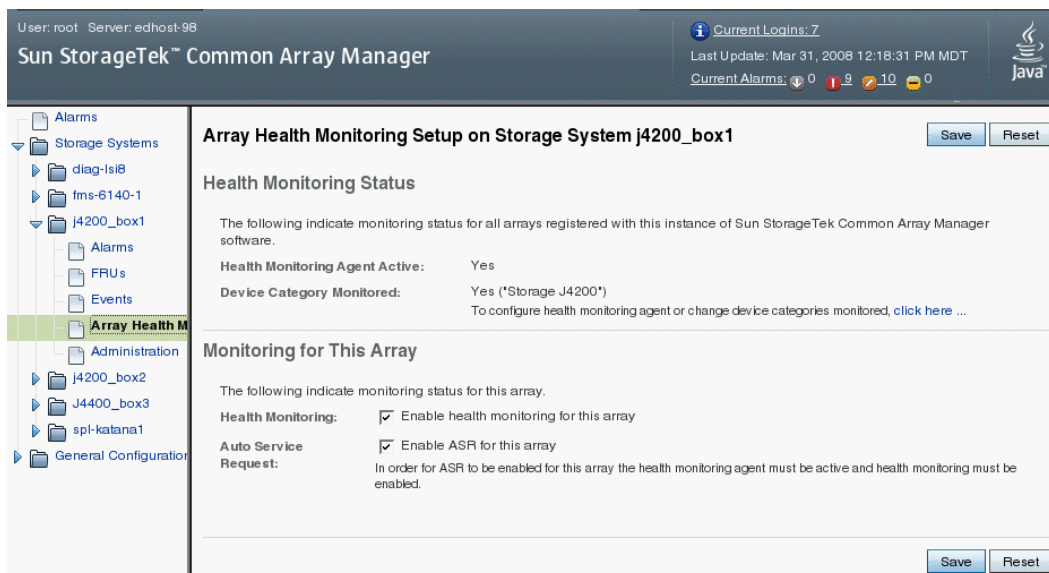 User: root Server: edhost-98
Sun StorageTek™ Common Array Manager
Current Logins: 7
Last Update: Mar 31, 2008 12:18:31 PM MDT
Current Alarms: 0 9 10 0
Java™
Alarms
Storage Systems
diag-lsi8
fms-6140-1
j4200_box1
Alarms
FRUs
Events
Array Health M
Administration
j4200_box2
J4400_box3
spl-katana1
General Configuration
Array Health Monitoring Setup on Storage System j4200_box1
Save Reset
Health Monitoring Status
The following indicate monitoring status for all arrays registered with this instance of Sun StorageTek Common Array Manager
software.
Health Monitoring Agent Active: Yes
Device Category Monitored: Yes ("Storage J4200")
To configure health monitoring agent or change device categories monitored, click here ...
Monitoring for This Array
The following indicate monitoring status for this array.
Health Monitoring: Enable health monitoring for this array
Auto Service Request: Enable ASR for this array
In order for ASR to be enabled for this array the health monitoring agent must be active and health monitoring must be
enabled.
Save Reset